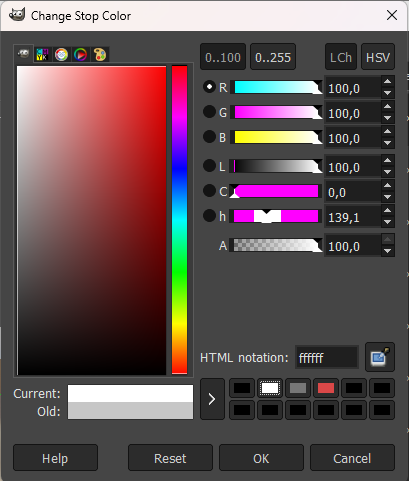 Change Stop Color
0..100 0..255 LCh HSV
R 100,0
G 100,0
B 100,0
L 100,0
C 0,0
h 139,1
A 100,0
HTML notation: ffffff
Current:
Old:
Help Reset OK Cancel